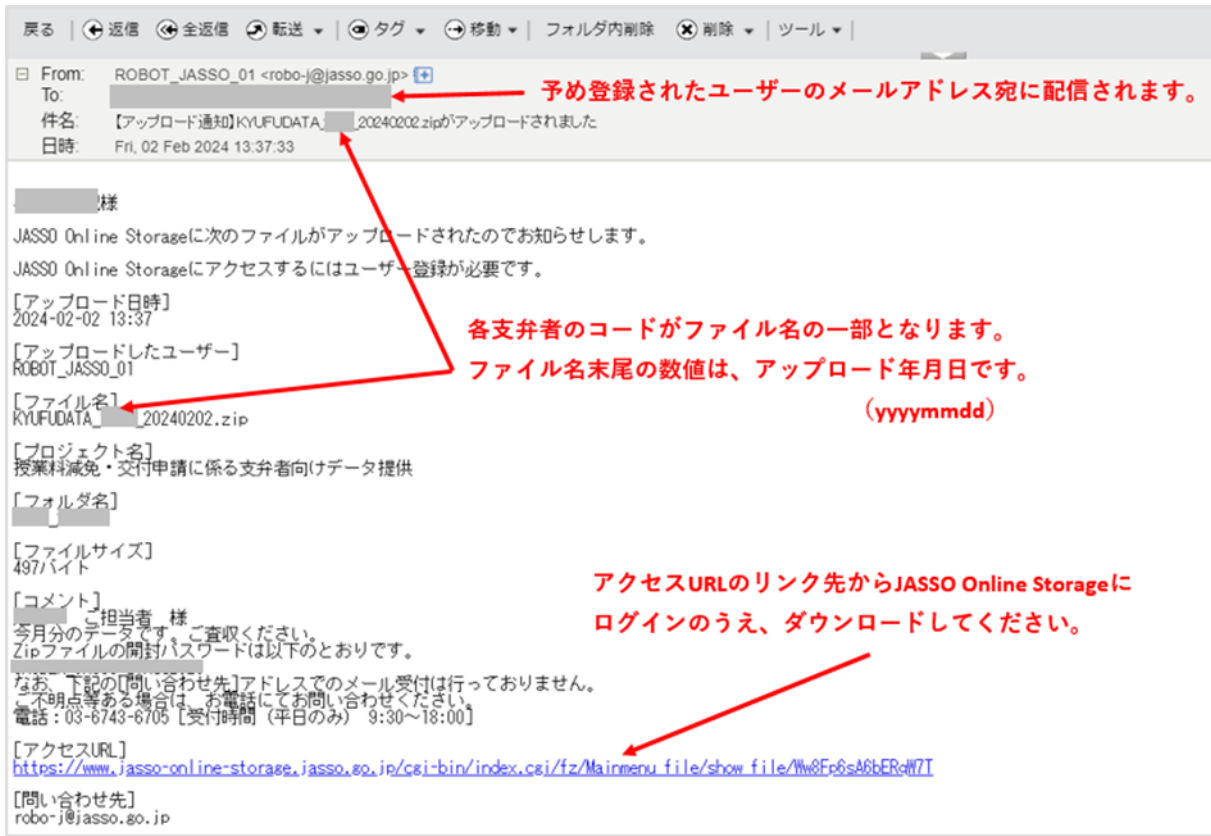 戻る 返信 全返信 転送 タグ 移動 フォルダ内削除 削除 ツール
From: ROBOT_JASSO_01 <robo-j@jasso.go.jp>
To:
予め登録されたユーザーのメールアドレス宛に配信されます。
件名: 【アップロード通知】KYUFUDATA_ _20240202.zipがアップロードされました
日時: Fri, 02 Feb 2024 13:37:33
様
JASSO Online Storageに次のファイルがアップロードされたのでお知らせします。
JASSO Online Storageにアクセスするにはユーザー登録が必要です。
[アップロード日時]
2024-02-02 13:37
各支弁者のコードがファイル名の一部となります。
[アップロードしたユーザー]
ROBOT_JASSO_01
ファイル名末尾の数値は、アップロード年月日です。
(yyyymmdd)
[ファイル名]
KYUFUDATA_ _20240202.zip
[プロジェクト名]
授業料減免・交付申請に係る支弁者向けデータ提供
[フォルダ名]
_
[ファイルサイズ]
497バイト
アクセスURLのリンク先からJASSO Online Storageに
ログインのうえ、ダウンロードしてください。
[コメント]
ご担当者 様
今月分のデータです。ご査収ください。
Zipファイルの開封パスワードは以下のとおりです。
なお、下記の[問い合わせ先]アドレスでのメール受付は行っておりません。
ご不明点等ある場合は、お電話にてお問い合わせください。
電話：03-6743-6705 [受付時間（平日のみ） 9:30～18:00]
[アクセスURL]
https://www.jasso-online-storage.jasso.go.jp/cgi-bin/index.cgi/fz/Mainmenu_file/show_file/Ww8Fp6sA6bERqW7T
[問い合わせ先]
robo-j@jasso.go.jp